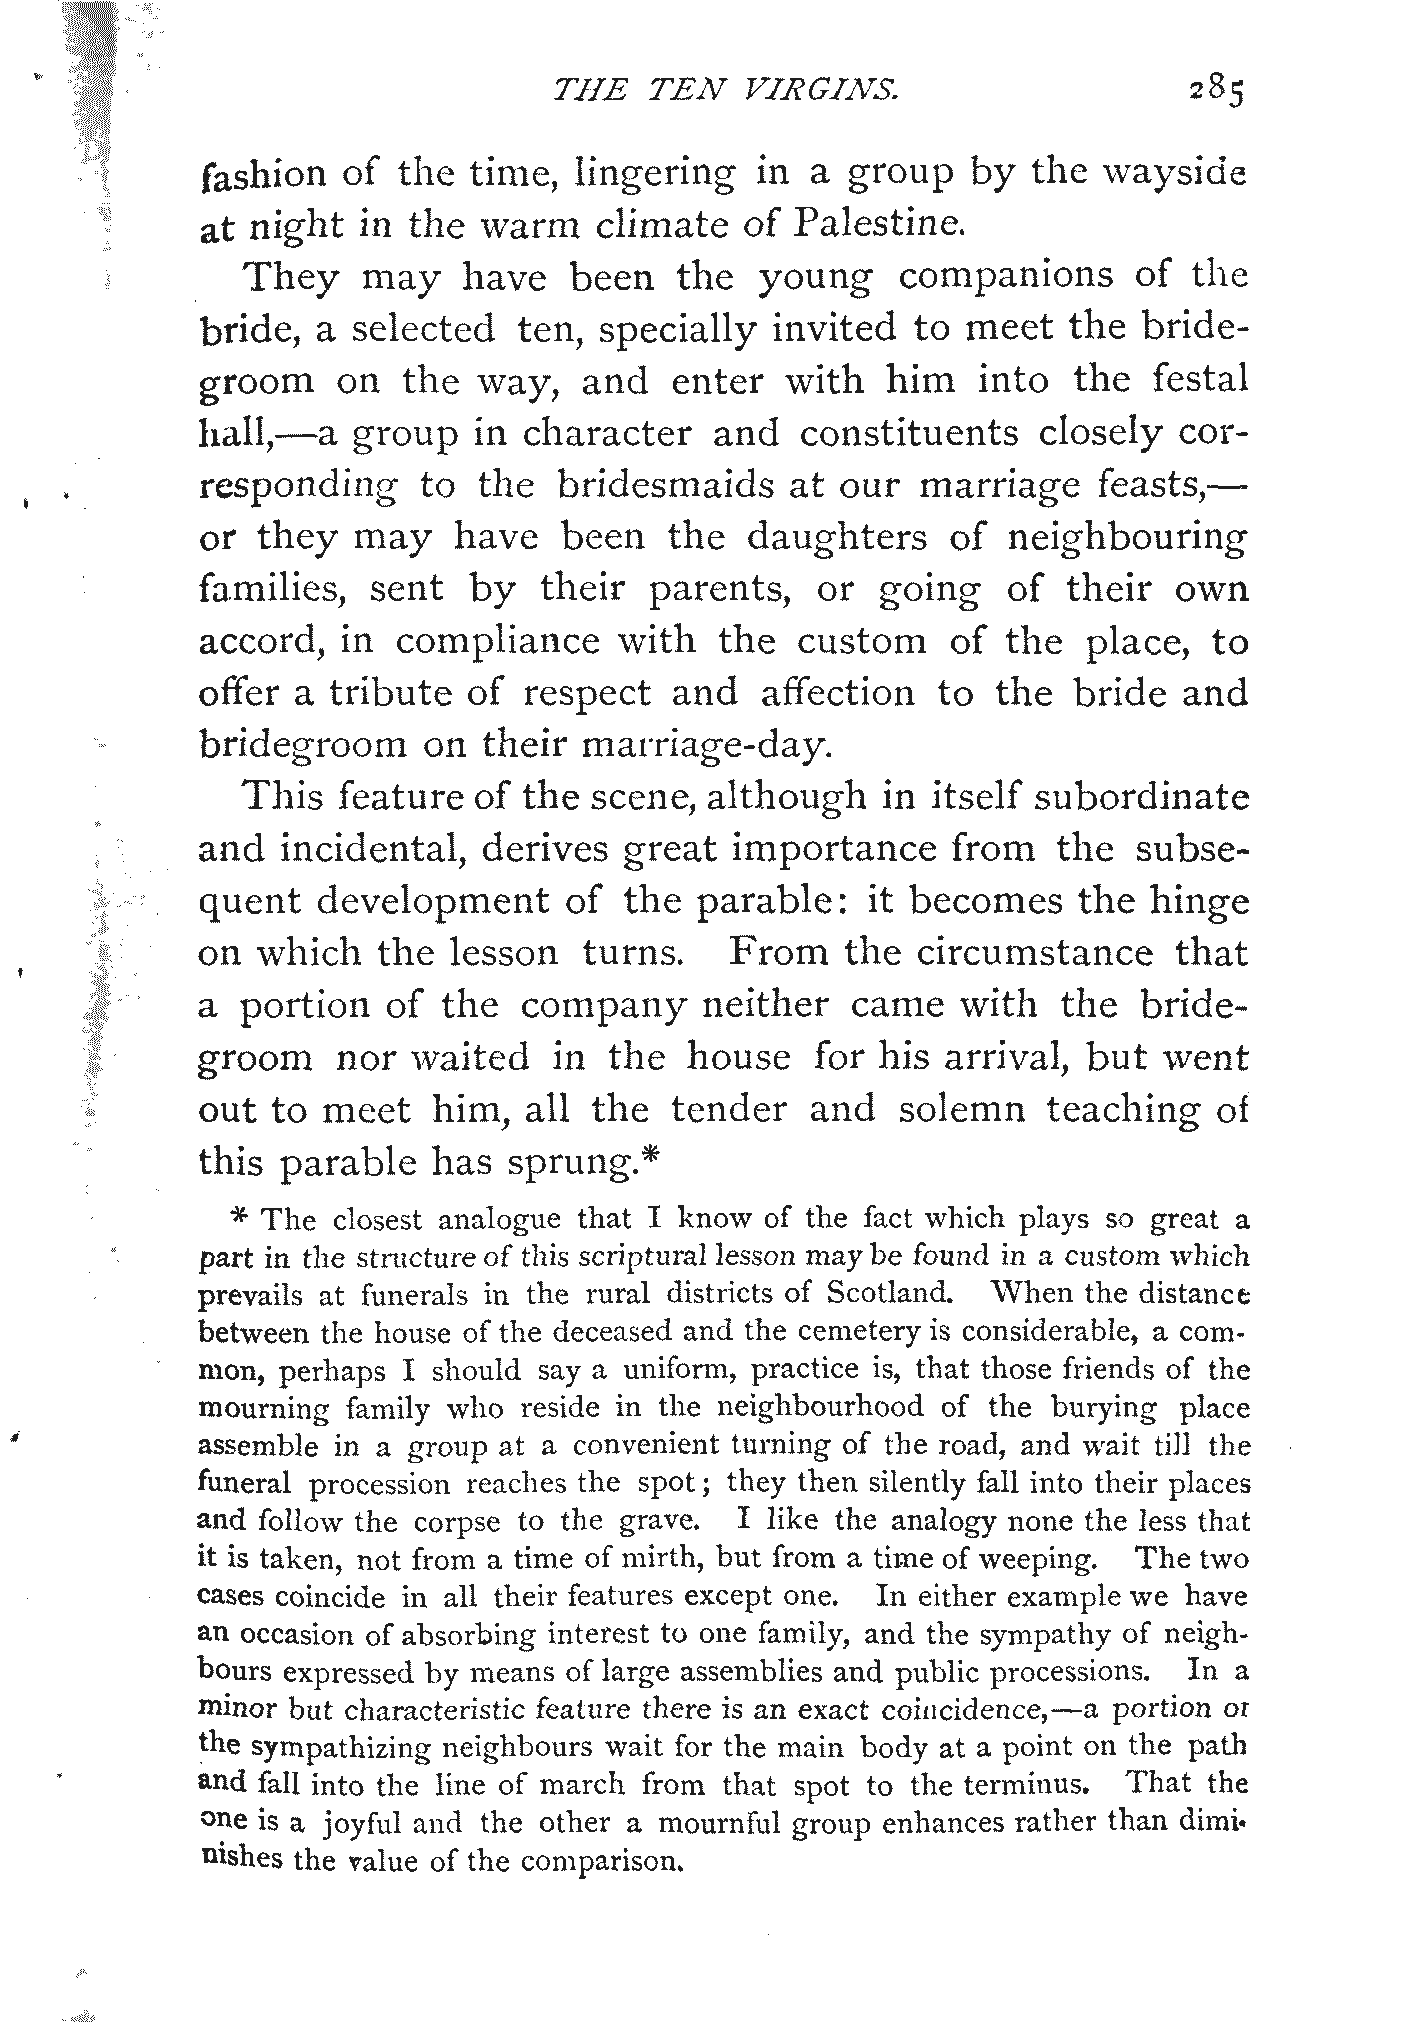 THE TEN VIRGINS. 285
fashion of the time, lingering in a group by the wayside
at night in the warm climate of Palestine.
They may have been the young companions of the
bride, a selected ten, specially invited to meet the bride-
groom on the way, and enter with him into the festal
hall,—a group in character and constituents closely cor-
responding to the bridesmaids at our marriage feasts,—
or they may have been the daughters of neighbouring
families, sent by their parents, or going of their own
accord, in compliance with the custom of the place, to
offer a tribute of respect and affection to the bride and
bridegroom on their marriage-day.
This feature of the scene, although in itself subordinate
and incidental, derives great importance from the subse-
quent development of the parable: it becomes the hinge
on which the lesson turns. From the circumstance that
a portion of the company neither came with the bride-
groom nor waited in the house for his arrival, but went
out to meet him, all the tender and solemn teaching of
this parable has sprung.*
* The closest analogue that I know of the fact which plays so great a
part in the structure of this scriptural lesson may be found in a custom which
prevails at funerals in the rural districts of Scotland. When the distance
between the house of the deceased and the cemetery is considerable, a com-
mon, perhaps I should say a uniform, practice is, that those friends of the
mourning family who reside in the neighbourhood of the burying place
assemble in a group at a convenient turning of the road, and wait till the
funeral procession reaches the spot; they then silently fall into their places
and follow the corpse to the grave. I like the analogy none the less that
it is taken, not from a time of mirth, but from a time of weeping. The two
cases coincide in all their features except one. In either example we have
an occasion of absorbing interest to one family, and the sympathy of neigh-
bours expressed by means of large assemblies and public processions. In a
minor but characteristic feature there is an exact coincidence,—a portion of
the sympathizing neighbours wait for the main body at a point on the path
and fall into the line of march from that spot to the terminus. That the
one is a joyful and the other a mournful group enhances rather than dimi-
nishes the value of the comparison.